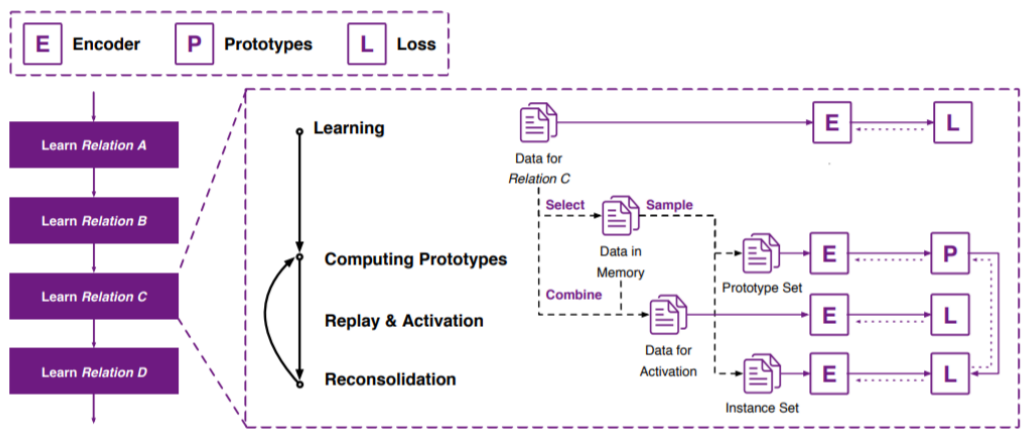 E Encoder P Prototypes L Loss
Learn Relation A
Learn Relation B
Learn Relation C
Learn Relation D
Learning
Computing Prototypes
Replay & Activation
Reconsolidation
Data for
Relation C
E L
Select
Sample
Data in
Memory
Prototype Set
E P
Combine
Data for
Activation
E L
Instance Set
E L